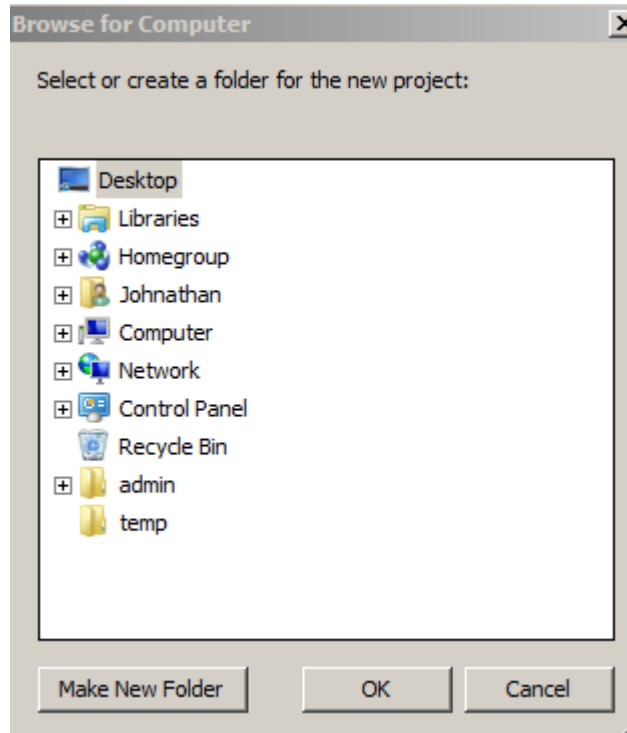 Browse for Computer
Select or create a folder for the new project:
Desktop
Libraries
Homegroup
Johnathan
Computer
Network
Control Panel
Recycle Bin
admin
temp
Make New Folder
OK
Cancel